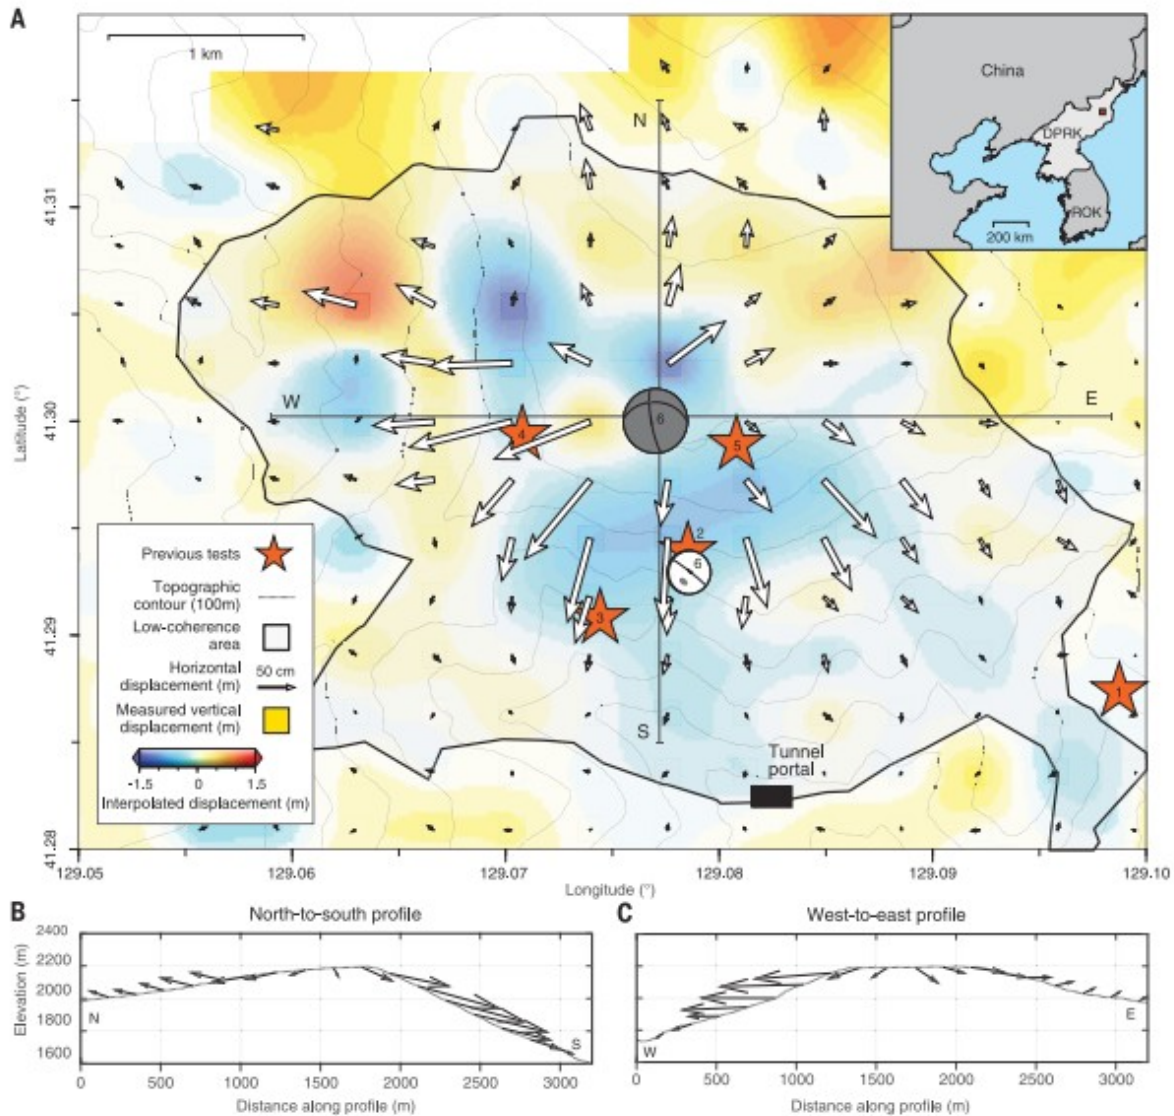 A
1 km
N
China
DPRK
ROK
200 km
41.31
W
E
41.30
6
4
5
Latitude (°)
2
6
3
1
Previous tests
Topographic
contour (100m)
Low-coherence
area
Horizontal
displacement (m)
50 cm
Measured vertical
displacement (m)
-1.5
0
1.5
Interpolated displacement (m)
41.29
S
Tunnel
portal
41.28
129.05
129.06
129.07
129.08
129.09
129.10
Longitude (°)
B
North-to-south profile
2400
2200
2000
1800
1600
Elevation (m)
N
S
0
500
1000
1500
2000
2500
3000
Distance along profile (m)
C
West-to-east profile
W
E
0
500
1000
1500
2000
2500
3000
Distance along profile (m)